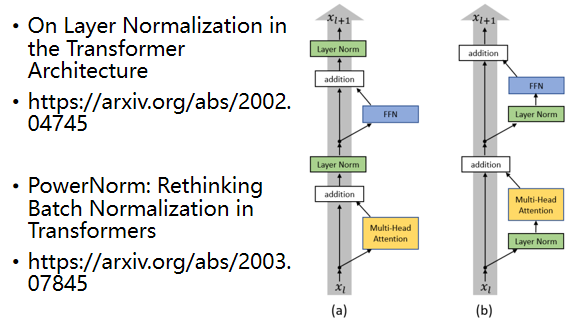 • On Layer Normalization in
the Transformer
Architecture
• https://arxiv.org/abs/2002.
04745
• PowerNorm: Rethinking
Batch Normalization in
Transformers
• https://arxiv.org/abs/2003.
07845
x_{l+1}
Layer Norm
addition
FFN
Layer Norm
addition
Multi-Head
Attention
x_l
(a)
x_{l+1}
addition
FFN
Layer Norm
addition
Multi-Head
Attention
Layer Norm
x_l
(b)